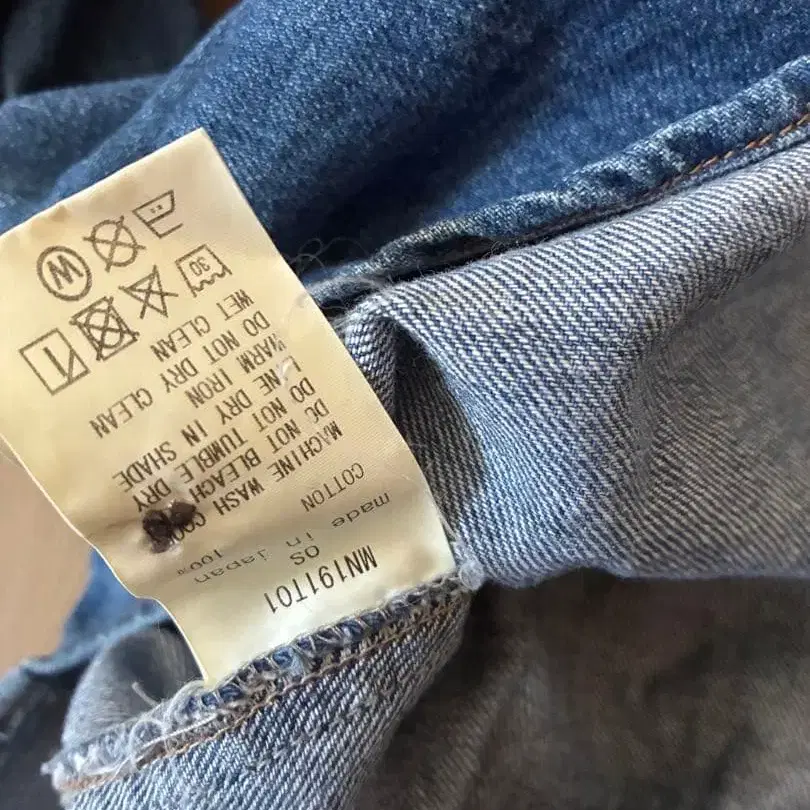 MN191T01
OS
made in japan
COTTON 100%
MACHINE WASH COOL
DO NOT BLEACH
DO NOT TUMBLE DRY
LINE DRY IN SHADE
WARM IRON
DO NOT DRY CLEAN
WET CLEAN
30
W